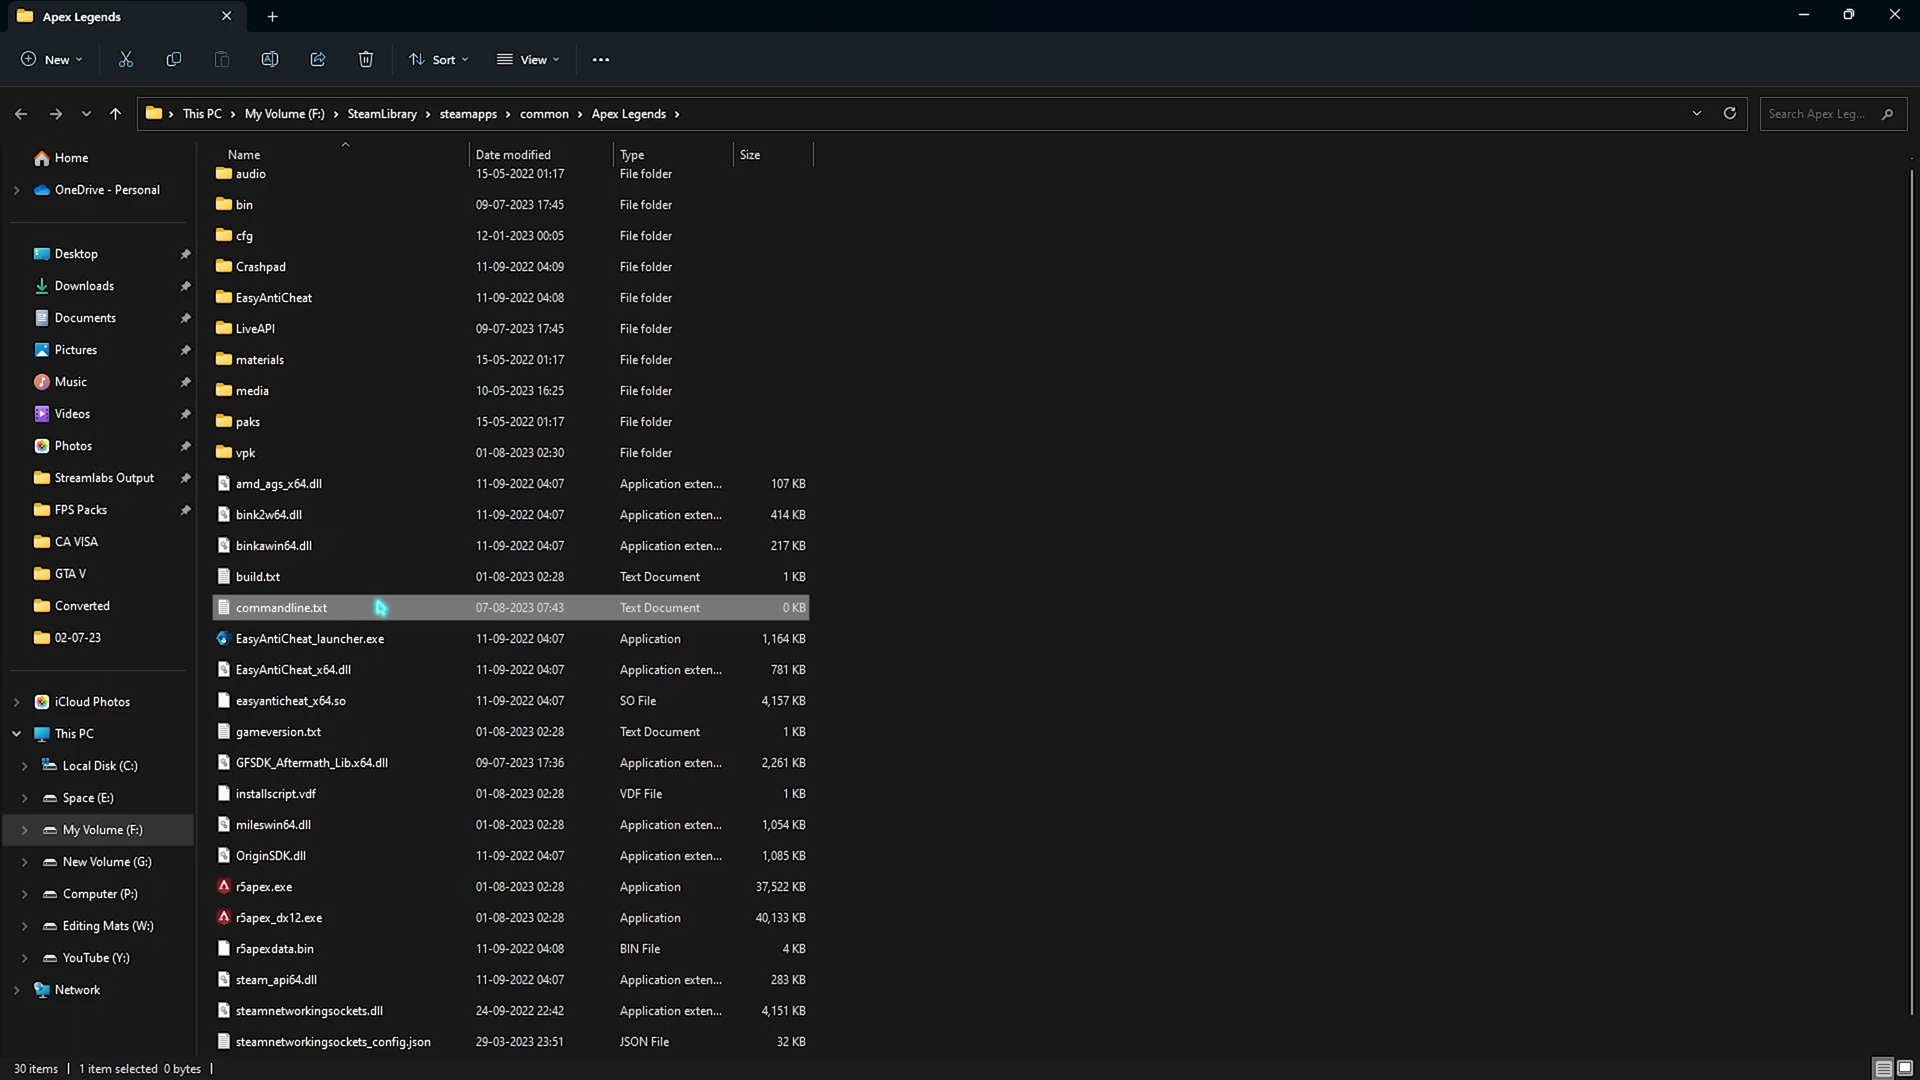 Apex Legends
New
Sort
View
This PC > My Volume (F:) > SteamLibrary > steamapps > common > Apex Legends >
Search Apex Leg...
Home
OneDrive - Personal
Desktop
Downloads
Documents
Pictures
Music
Videos
Photos
Streamlabs Output
FPS Packs
CA VISA
GTA V
Converted
02-07-23
iCloud Photos
This PC
Local Disk (C:)
Space (E:)
My Volume (F:)
New Volume (G:)
Computer (P:)
Editing Mats (W:)
YouTube (Y:)
Network
Name Date modified Type Size
audio 15-05-2022 01:17 File folder
bin 09-07-2023 17:45 File folder
cfg 12-01-2023 00:05 File folder
Crashpad 11-09-2022 04:09 File folder
EasyAntiCheat 11-09-2022 04:08 File folder
LiveAPI 09-07-2023 17:45 File folder
materials 15-05-2022 01:17 File folder
media 10-05-2023 16:25 File folder
paks 15-05-2022 01:17 File folder
vpk 01-08-2023 02:30 File folder
amd_ags_x64.dll 11-09-2022 04:07 Application exten... 107 KB
bink2w64.dll 11-09-2022 04:07 Application exten... 414 KB
binkawin64.dll 11-09-2022 04:07 Application exten... 217 KB
build.txt 01-08-2023 02:28 Text Document 1 KB
commandline.txt 07-08-2023 07:43 Text Document 0 KB
EasyAntiCheat_launcher.exe 11-09-2022 04:07 Application 1,164 KB
EasyAntiCheat_x64.dll 11-09-2022 04:07 Application exten... 781 KB
easyanticheat_x64.so 11-09-2022 04:07 SO File 4,157 KB
gameversion.txt 01-08-2023 02:28 Text Document 1 KB
GFSDK_Aftermath_Lib.x64.dll 09-07-2023 17:36 Application exten... 2,261 KB
installscript.vdf 01-08-2023 02:28 VDF File 1 KB
mileswin64.dll 01-08-2023 02:28 Application exten... 1,054 KB
OriginSDK.dll 11-09-2022 04:07 Application exten... 1,085 KB
r5apex.exe 01-08-2023 02:28 Application 37,522 KB
r5apex_dx12.exe 01-08-2023 02:28 Application 40,133 KB
r5apexdata.bin 11-09-2022 04:08 BIN File 4 KB
steam_api64.dll 11-09-2022 04:07 Application exten... 283 KB
steamnetworkingsockets.dll 24-09-2022 22:42 Application exten... 4,151 KB
steamnetworkingsockets_config.json 29-03-2023 23:51 JSON File 32 KB
30 items | 1 item selected 0 bytes |